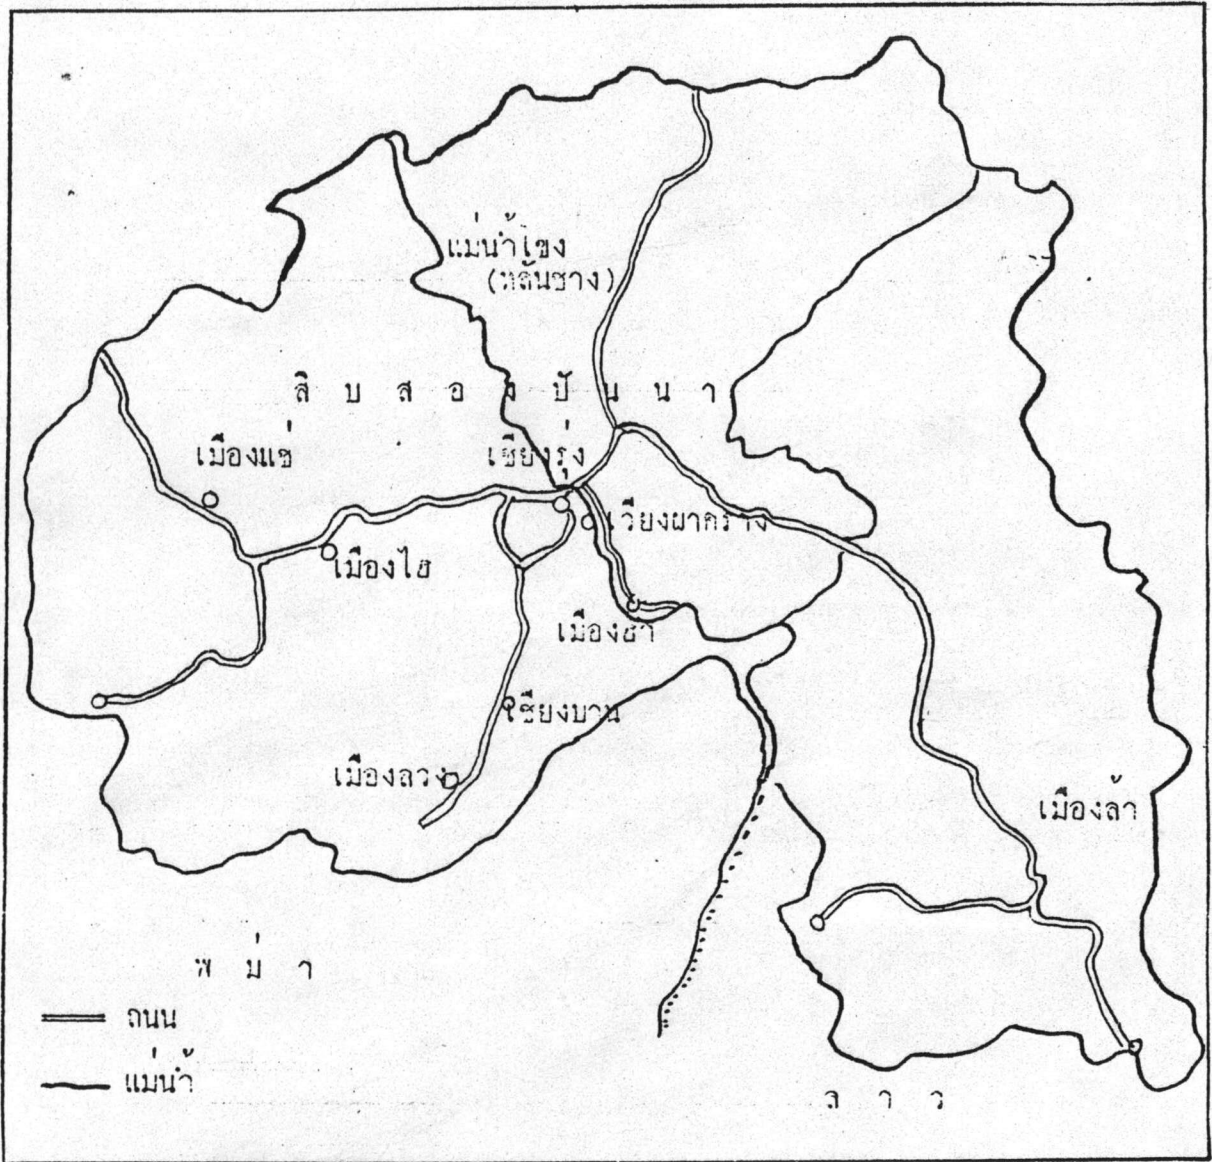 แม่น้ำโขง
(หลันชาง)
สิบสองปันนา
เชียงรุ่ง
เมืองแช่
เวียงผาคราง
เมืองไฮ
เมืองฮำ
เชียงบาน
เมืองลวง
เมืองล้า
พม่า
ถนน
แม่น้ำ
ลาว